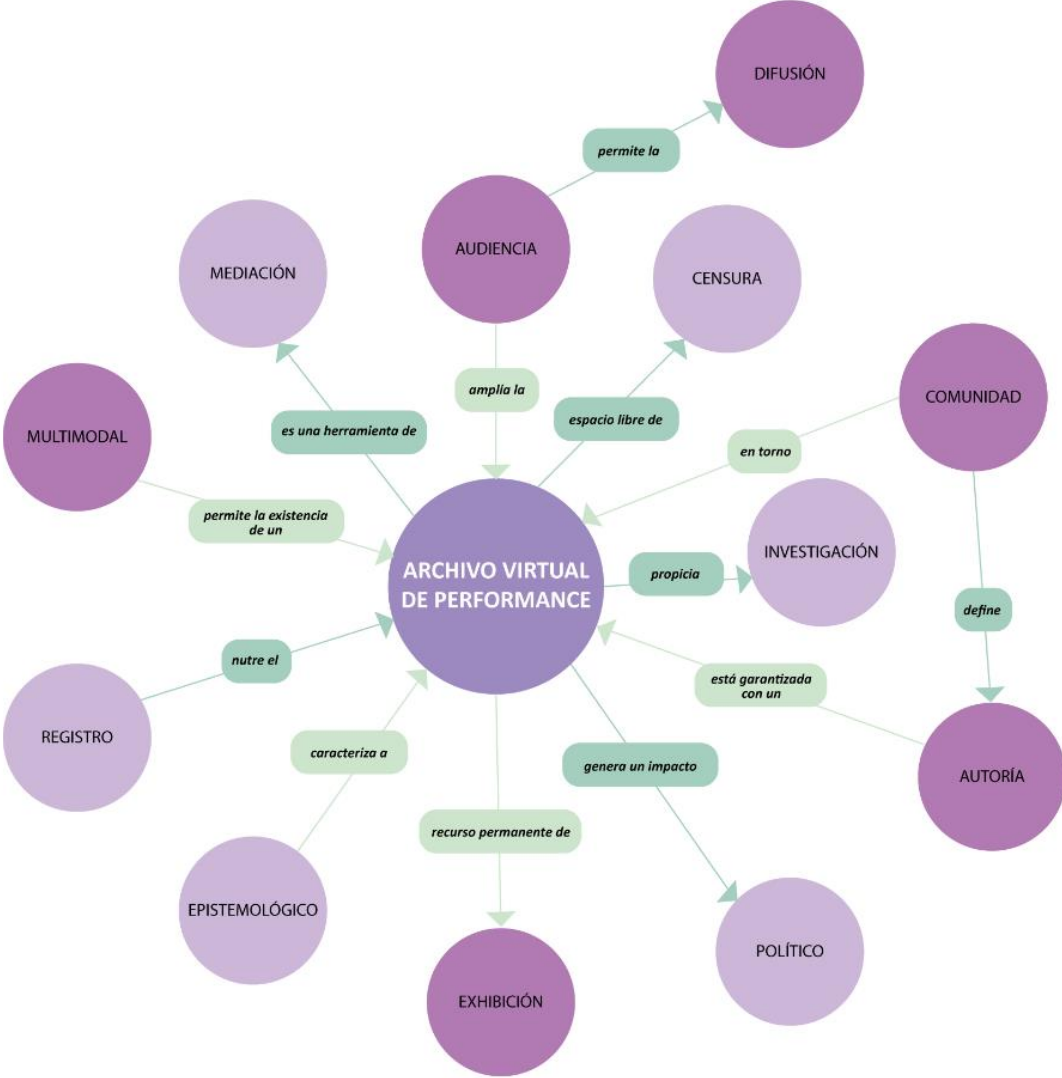 DIFUSIÓN
permite la
AUDIENCIA
MEDIACIÓN
CENSURA
amplía la
COMUNIDAD
espacio libre de
es una herramienta de
MULTIMODAL
en torno
permite la existencia
de un
INVESTIGACIÓN
ARCHIVO VIRTUAL
DE PERFORMANCE
propicia
define
nutre el
está garantizada
con un
REGISTRO
caracteriza a
genera un impacto
AUTORÍA
recurso permanente de
EPISTEMOLÓGICO
POLÍTICO
EXHIBICIÓN